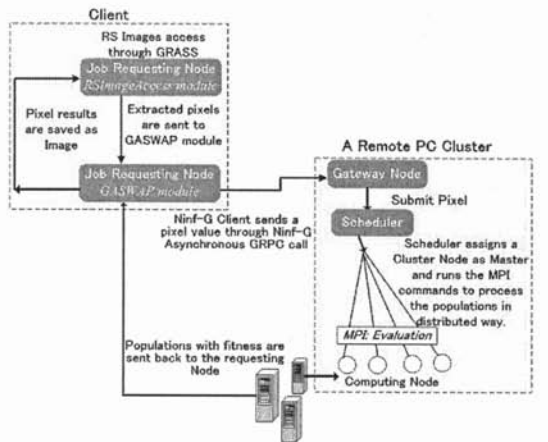 Client
RS Images access
through GRASS
Job Requesting Node
RSImageAccess module
Pixel results
are saved as
Image
Extracted pixels
are sent to
GASWAP module
Job Requesting Node
GASWAP module
A Remote PC Cluster
Gateway Node
Submit Pixel
Scheduler
Ninf-G Client sends a
pixel value through Ninf-G
Asynchronous GRPC call
Scheduler assigns a
Cluster Node as Master
and runs the MPI
commands to process
the populations in
distributed way.
MPI: Evaluation
Computing Node
Populations with fitness are
sent back to the requesting
Node